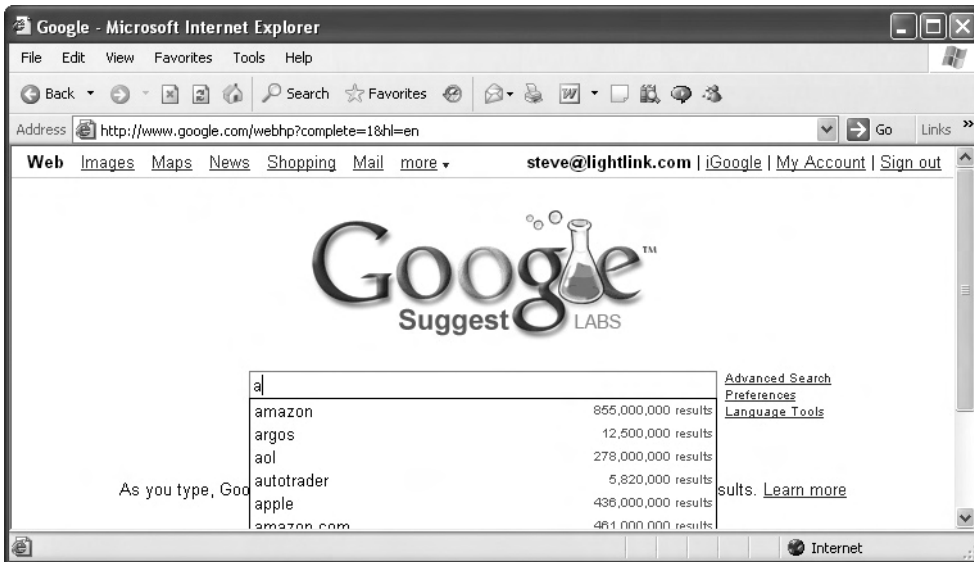 Google - Microsoft Internet Explorer
File Edit View Favorites Tools Help
Back Search Favorites
Address http://www.google.com/webhp?complete=1&hl=en Go Links »
Web Images Maps News Shopping Mail more ▾ steve@lightlink.com | iGoogle | My Account | Sign out
Google™
Suggest LABS
a
Advanced Search
Preferences
Language Tools
amazon 855,000,000 results
argos 12,500,000 results
aol 278,000,000 results
autotrader 5,820,000 results
apple 436,000,000 results
amazon.com 461,000,000 results
As you type, Goo sults. Learn more
Internet